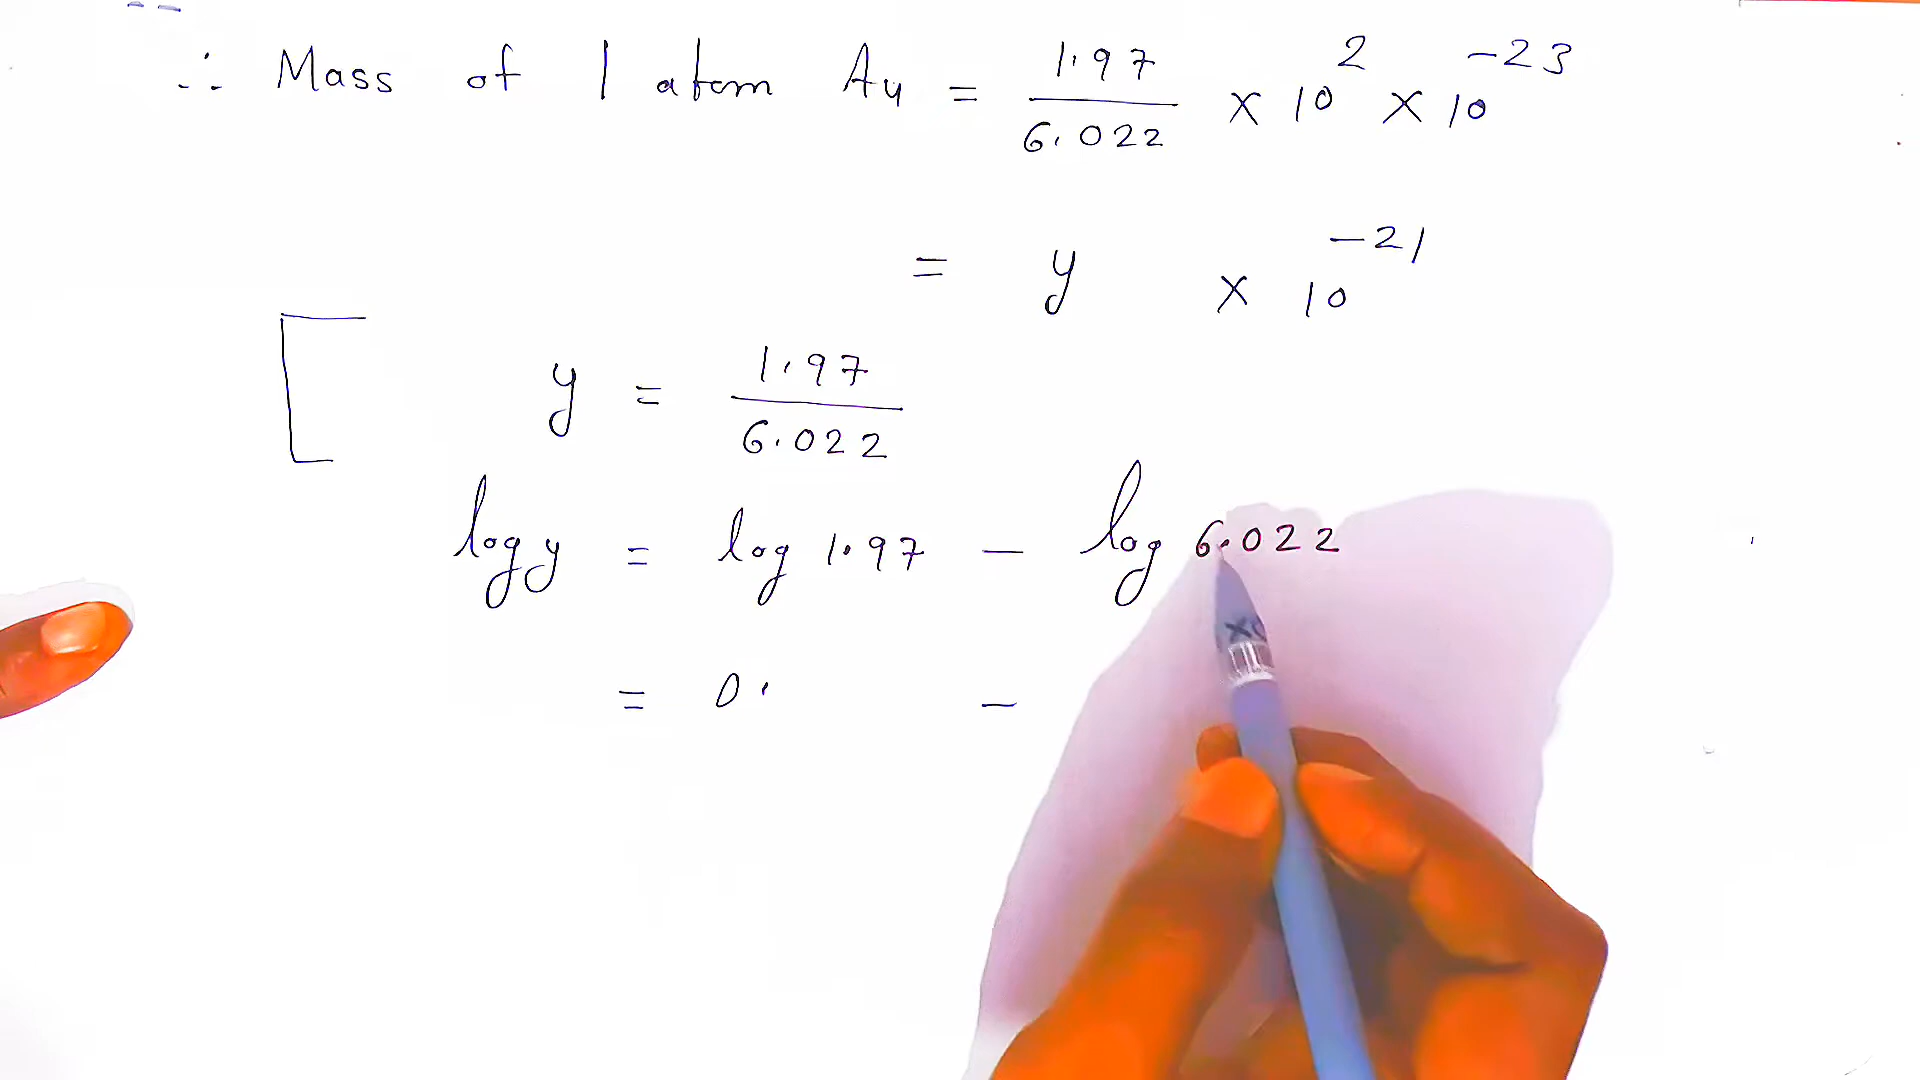 ∴ Mass of 1 atom Au = 1.97 / 6.022 × 10^2 × 10^-23
= y × 10^-21
[ y = 1.97 / 6.022
log y = log 1.97 - log 6.022
= 0. -